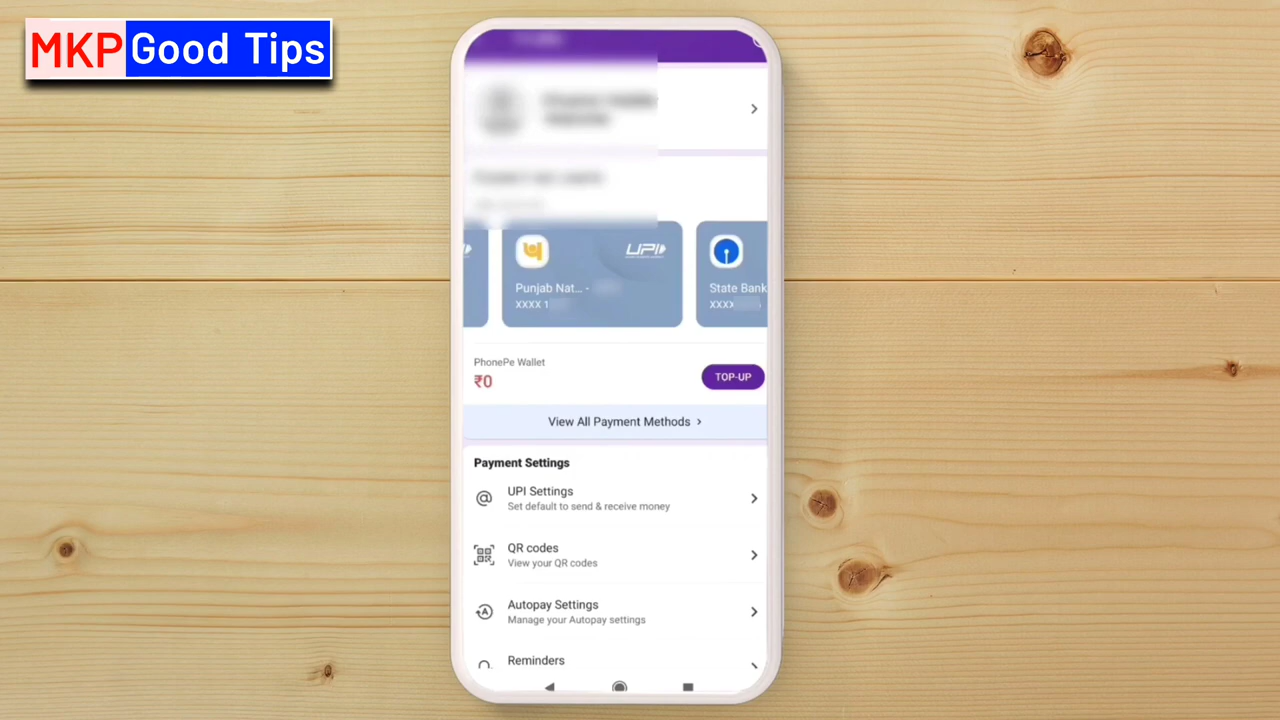 MKP Good Tips
UPI
Punjab Nat... -
XXXX 1
State Bank
XXXX
PhonePe Wallet
₹0
TOP-UP
View All Payment Methods ›
Payment Settings
UPI Settings
Set default to send & receive money
QR codes
View your QR codes
Autopay Settings
Manage your Autopay settings
Reminders